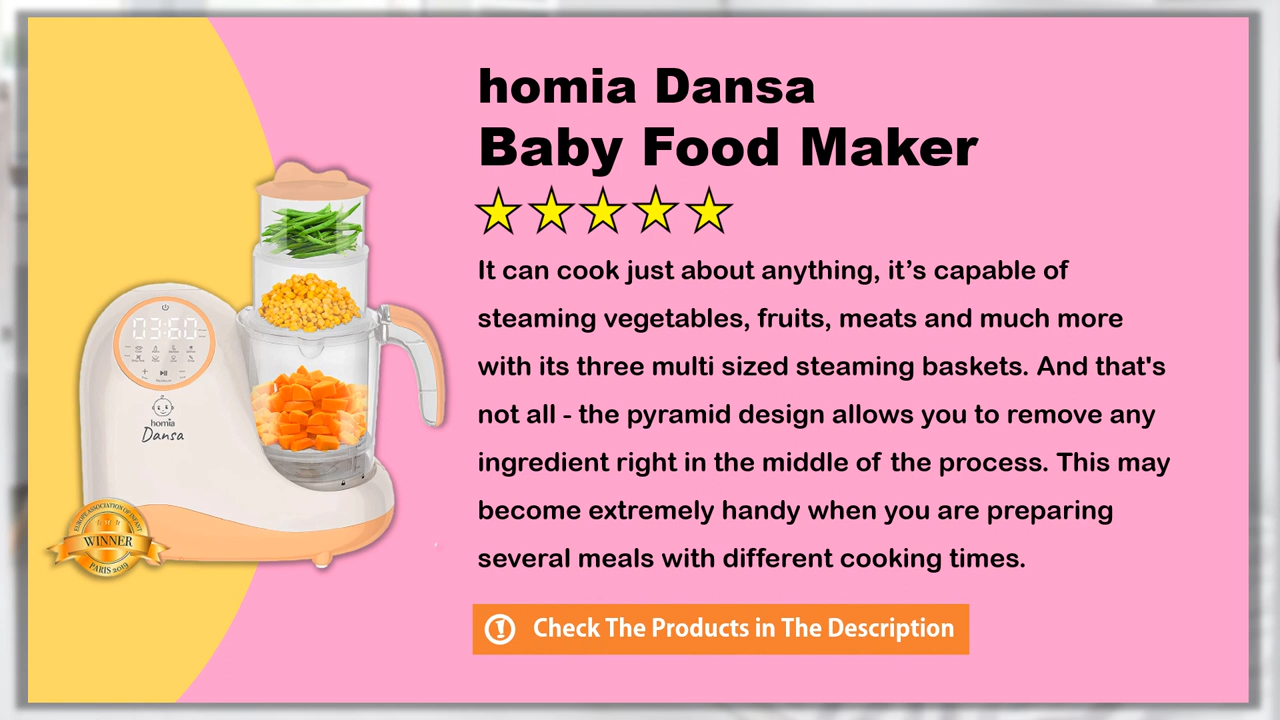 homia Dansa
Baby Food Maker
It can cook just about anything, it’s capable of
steaming vegetables, fruits, meats and much more
with its three multi sized steaming baskets. And that's
not all - the pyramid design allows you to remove any
ingredient right in the middle of the process. This may
become extremely handy when you are preparing
several meals with different cooking times.
Check The Products in The Description
03:60
homia
Dansa
EUROPE ASSOCIATION OF INFANT
WINNER
PARIS 2019